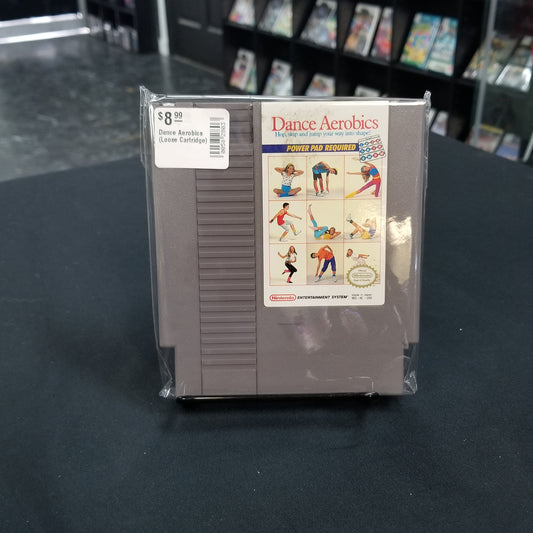 $8.99
Dance Aerobics
(Loose Cartridge)
Dance Aerobics
Hop, skip and jump your way into shape!
POWER PAD REQUIRED
Nintendo ENTERTAINMENT SYSTEM